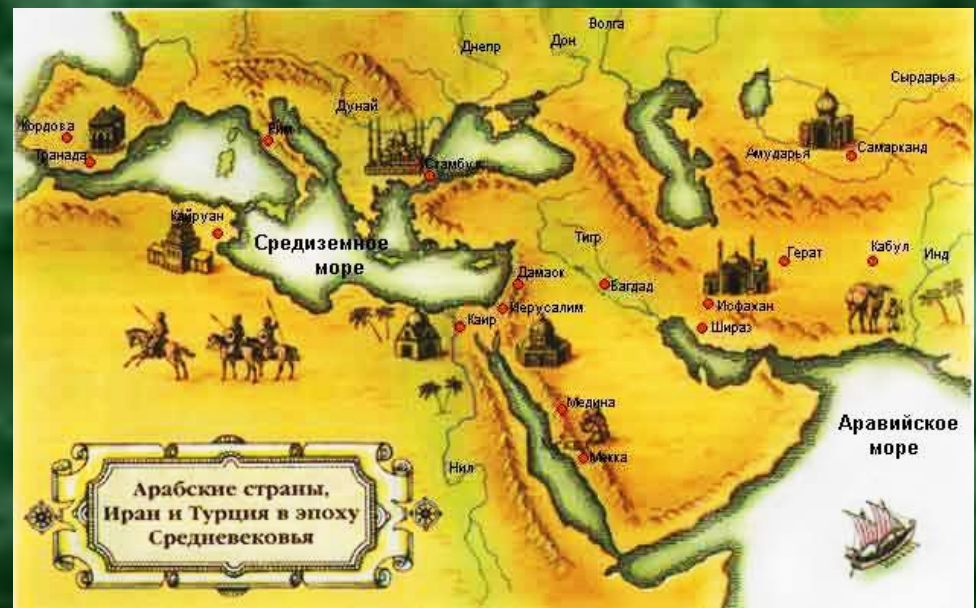 Волга
Дон
Днепр
Сырдарья
Дунай
Кордова
Рим
Гранада
Амударья
Самарканд
Стамбул
Кайруан
Средиземное
море
Тигр
Герат
Кабул
Инд
Дамаск
Багдад
Иерусалим
Исфахан
Каир
Шираз
Медина
Аравийское
море
Мекка
Нил
Арабские страны,
Иран и Турция в эпоху
Средневековья